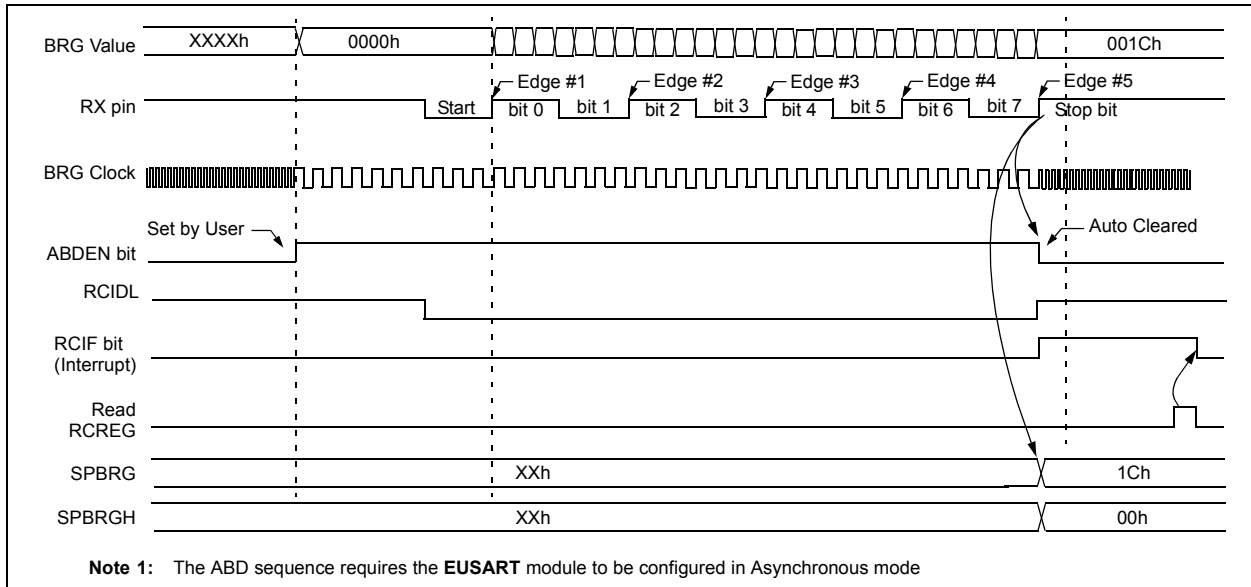 BRG Value XXXXh 0000h 001Ch
Edge #1 Edge #2 Edge #3 Edge #4 Edge #5
RX pin Start bit 0 bit 1 bit 2 bit 3 bit 4 bit 5 bit 6 bit 7 Stop bit
BRG Clock
Set by User Auto Cleared
ABDEN bit
RCIDL
RCIF bit
(Interrupt)
Read
RCREG
SPBRG XXh 1Ch
SPBRGH XXh 00h
Note 1: The ABD sequence requires the EUSART module to be configured in Asynchronous mode